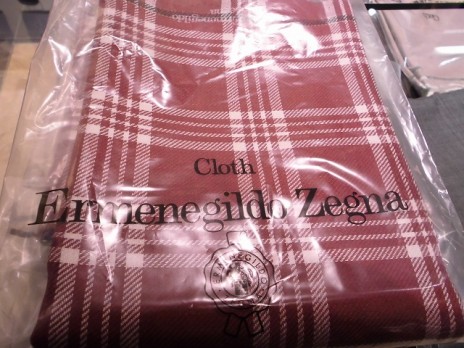 Cloth
Ermenegildo Zegna